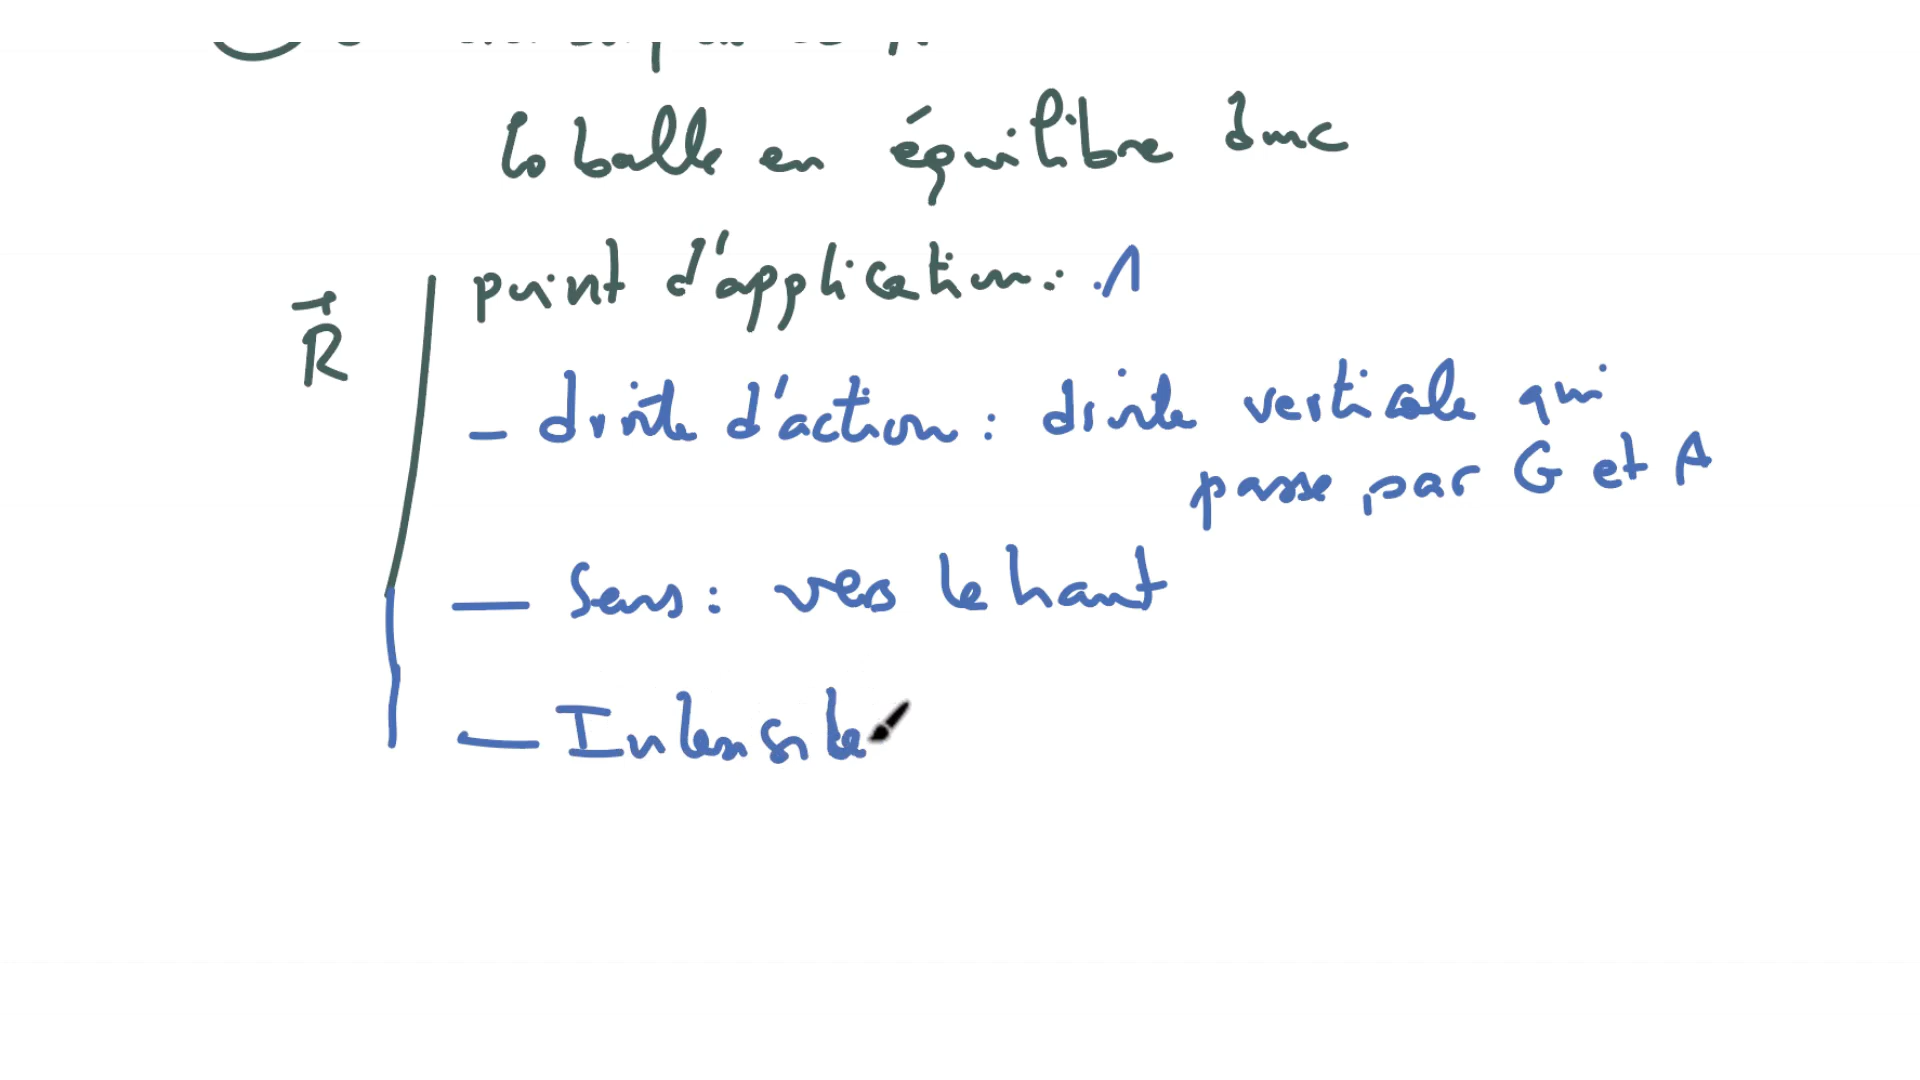 la balle en équilibre donc
point d'application : A
R
- droite d'action : droite verticale qui
passe par G et A
- Sens : vers le haut
- Intensite